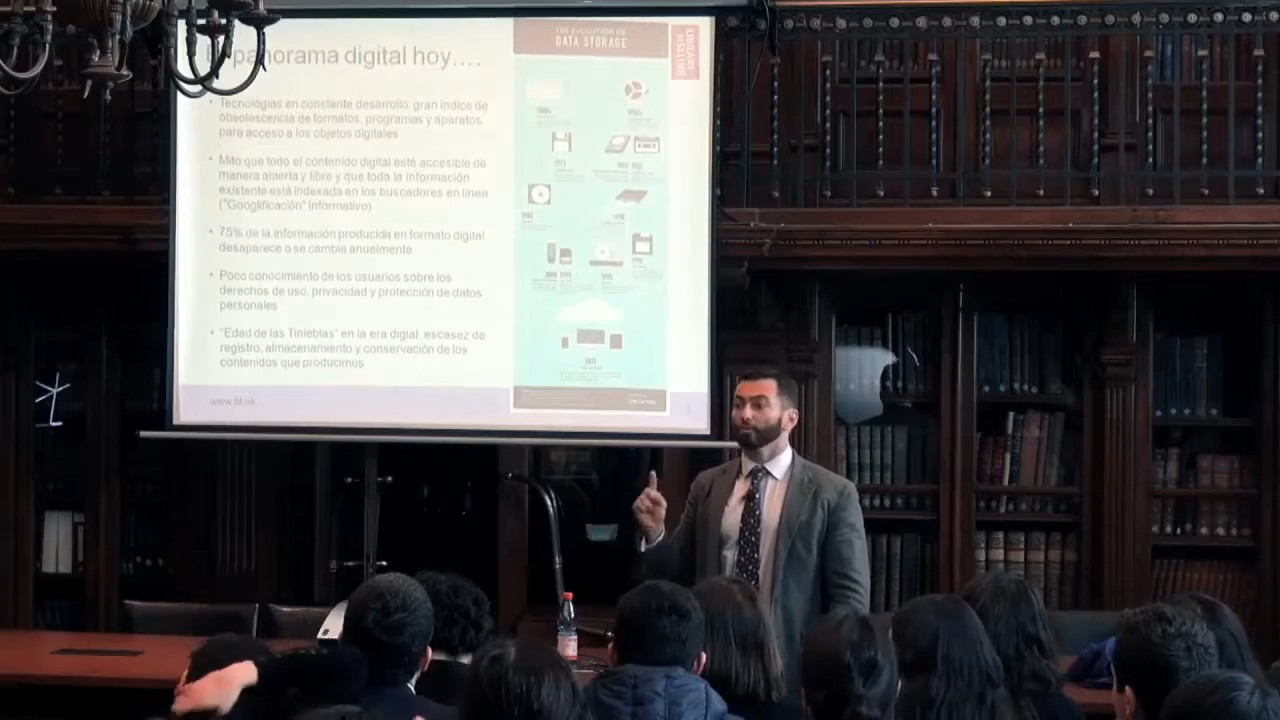 panorama digital hoy….
• Tecnologías en constante desarrollo: gran índice de
obsolescencia de formatos, programas y aparatos
para acceso a los objetos digitales
• Mito que todo el contenido digital esté accesible de
manera abierta y libre y que toda la información
existente está indexada en los buscadores en línea
("Googlificación" Informativo)
• 75% de la información producida en formato digital
desaparece o se cambia anualmente
• Poco conocimiento de los usuarios sobre los
derechos de uso, privacidad y protección de datos
personales
• "Edad de las Tinieblas" en la era digial: escasez de
registro, almacenamiento y conservación de los
contenidos que producimos
www.bl.uk
THE EVOLUTION OF
DATA STORAGE
BRITISH
LIBRARY